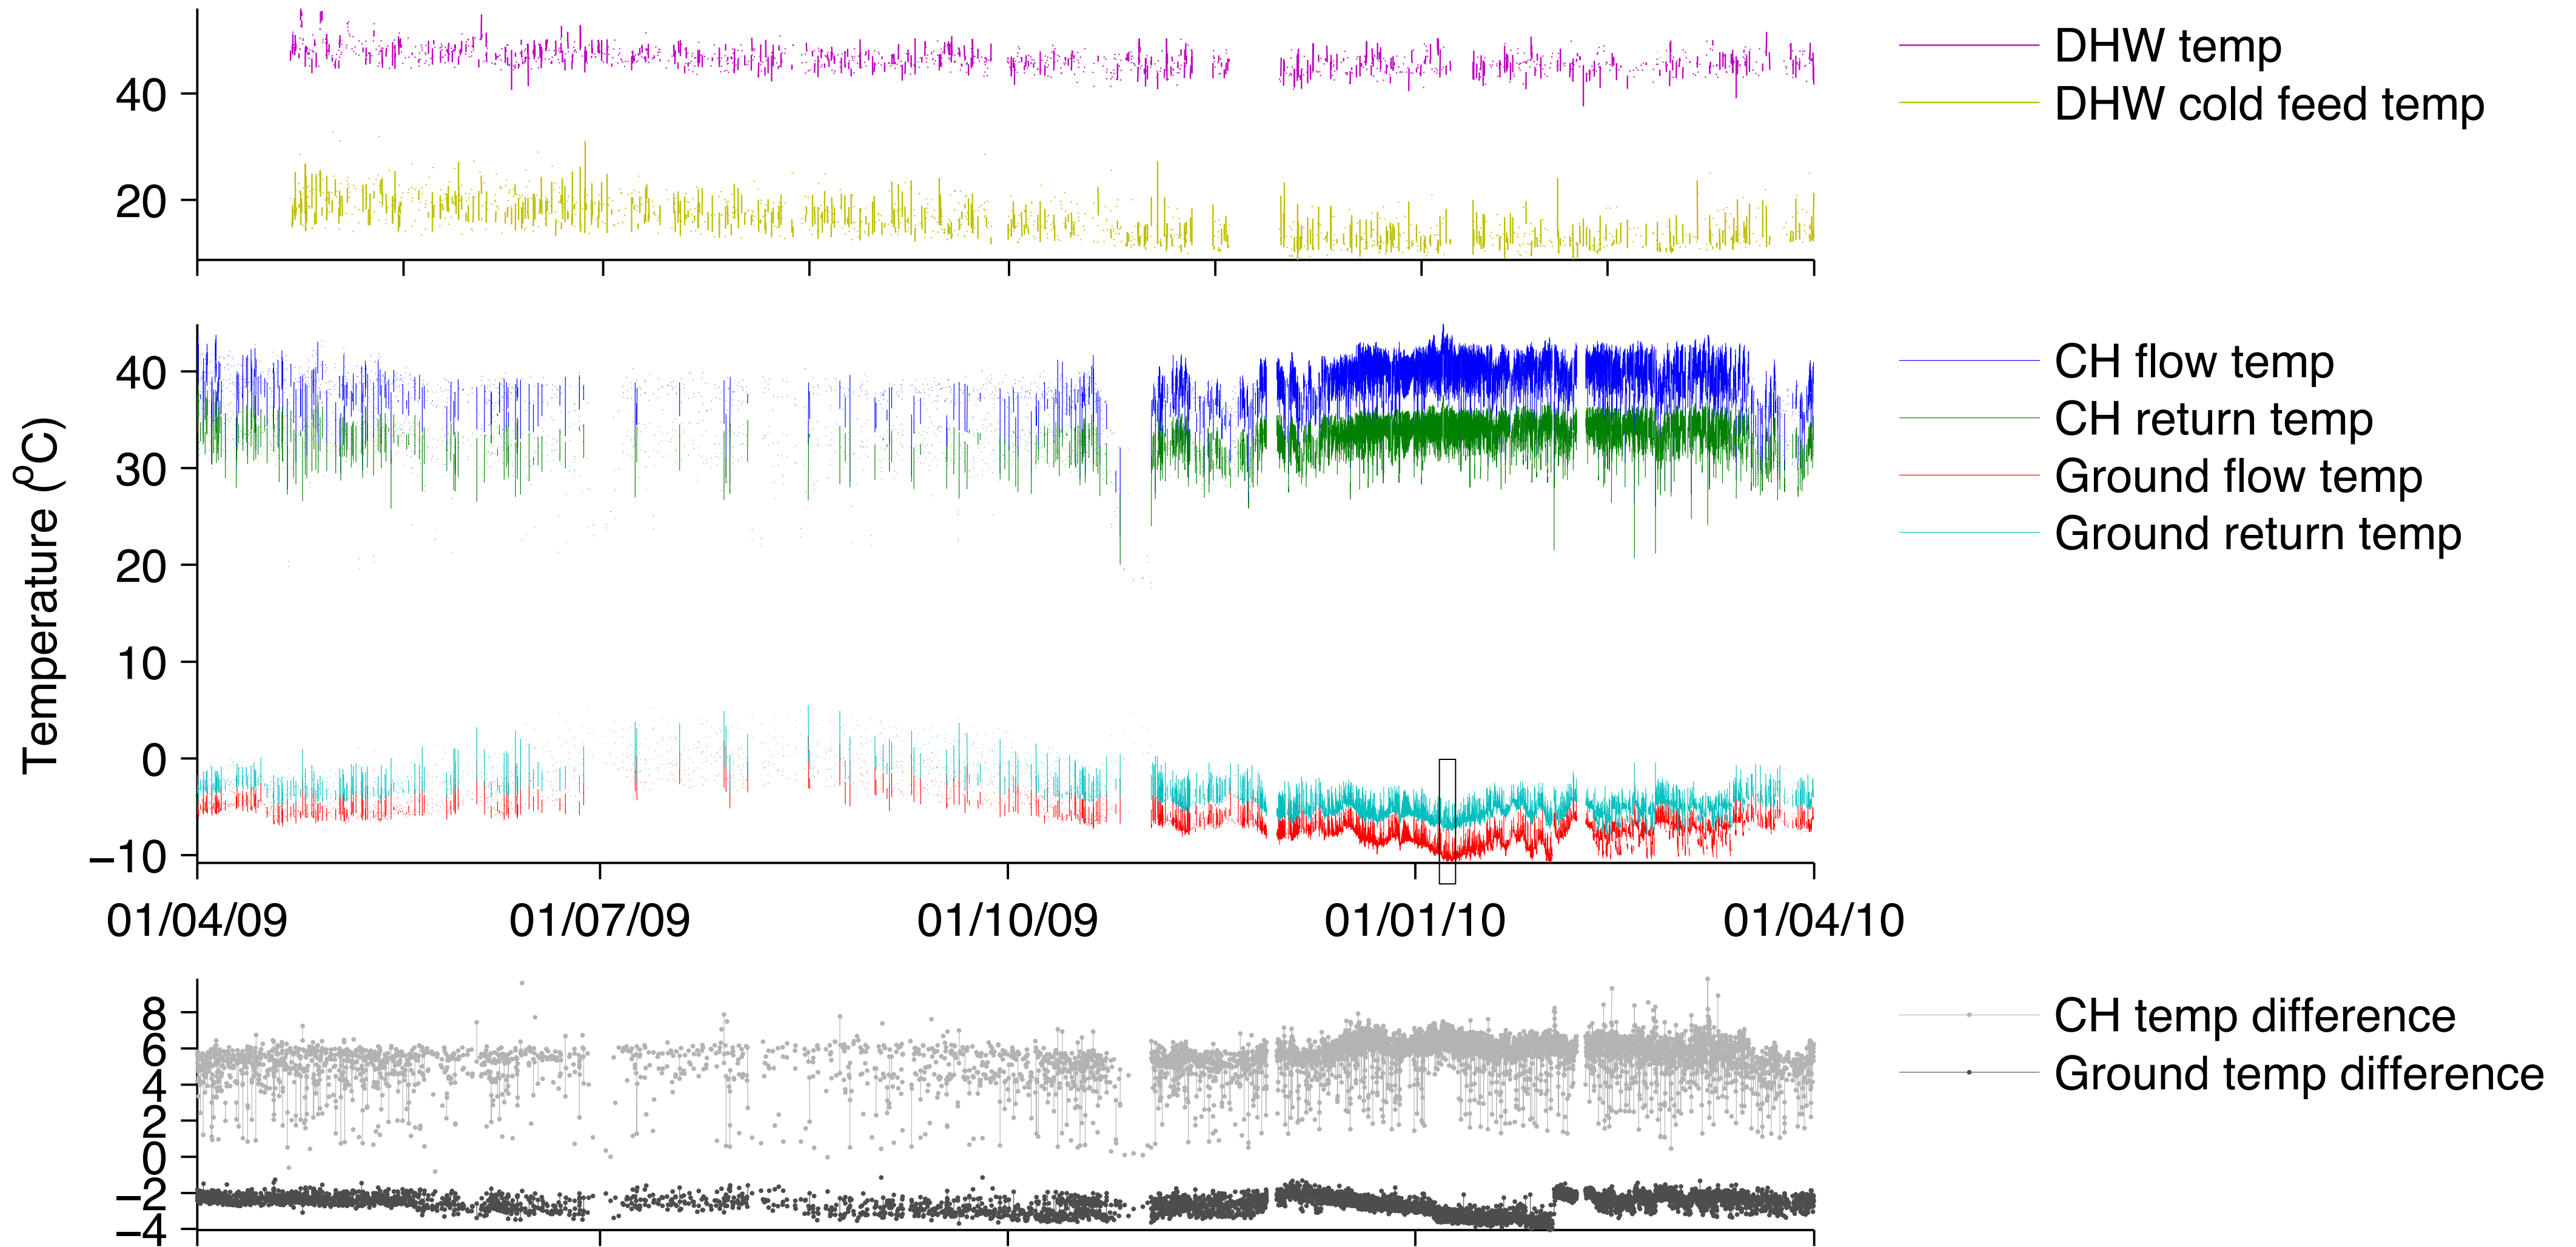 40
20
DHW temp
DHW cold feed temp
Temperature (ºC)
40
30
20
10
0
−10
CH flow temp
CH return temp
Ground flow temp
Ground return temp
01/04/09
01/07/09
01/10/09
01/01/10
01/04/10
8
6
4
2
0
−2
−4
CH temp difference
Ground temp difference